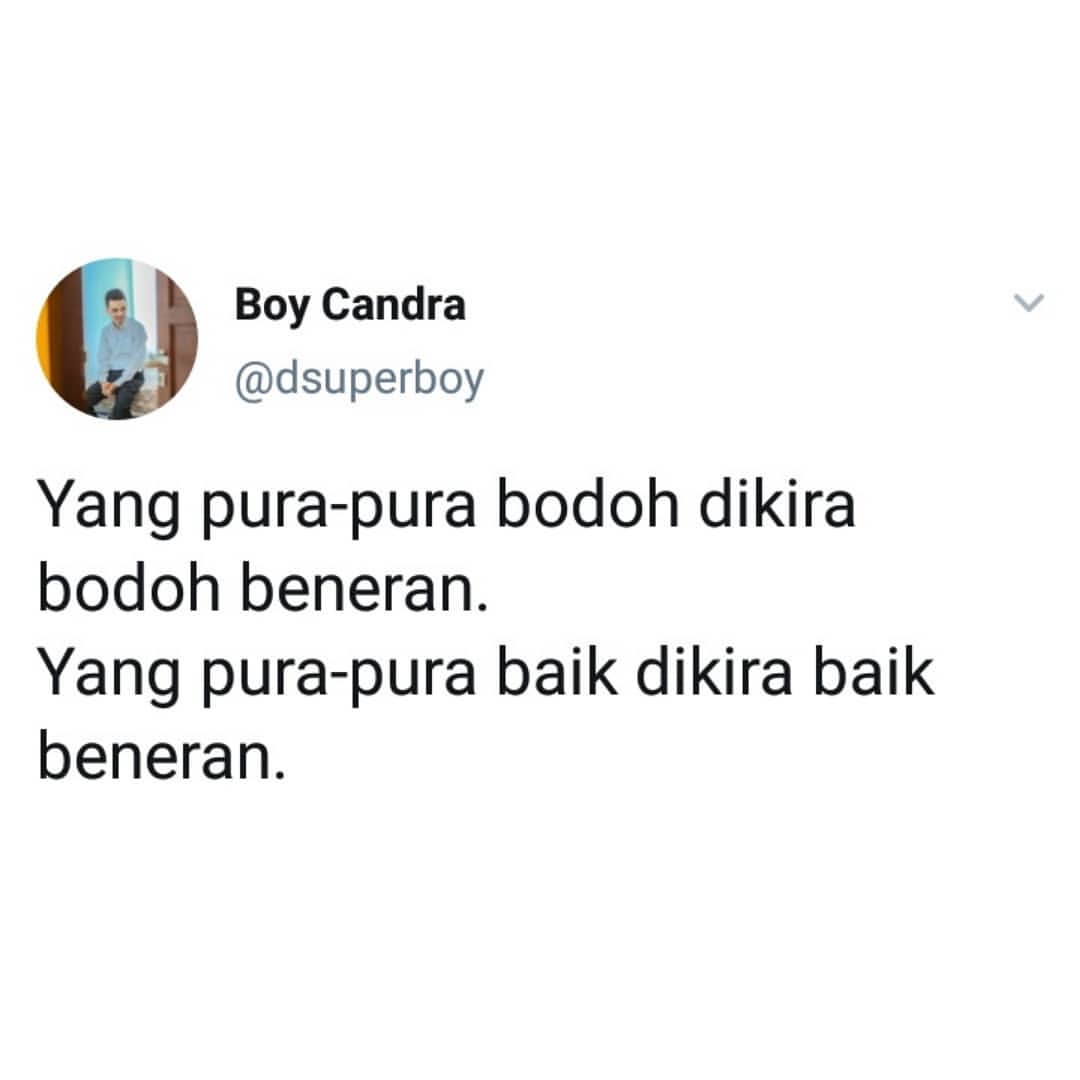 Boy Candra
@dsuperboy
Yang pura-pura bodoh dikira
bodoh beneran.
Yang pura-pura baik dikira baik
beneran.